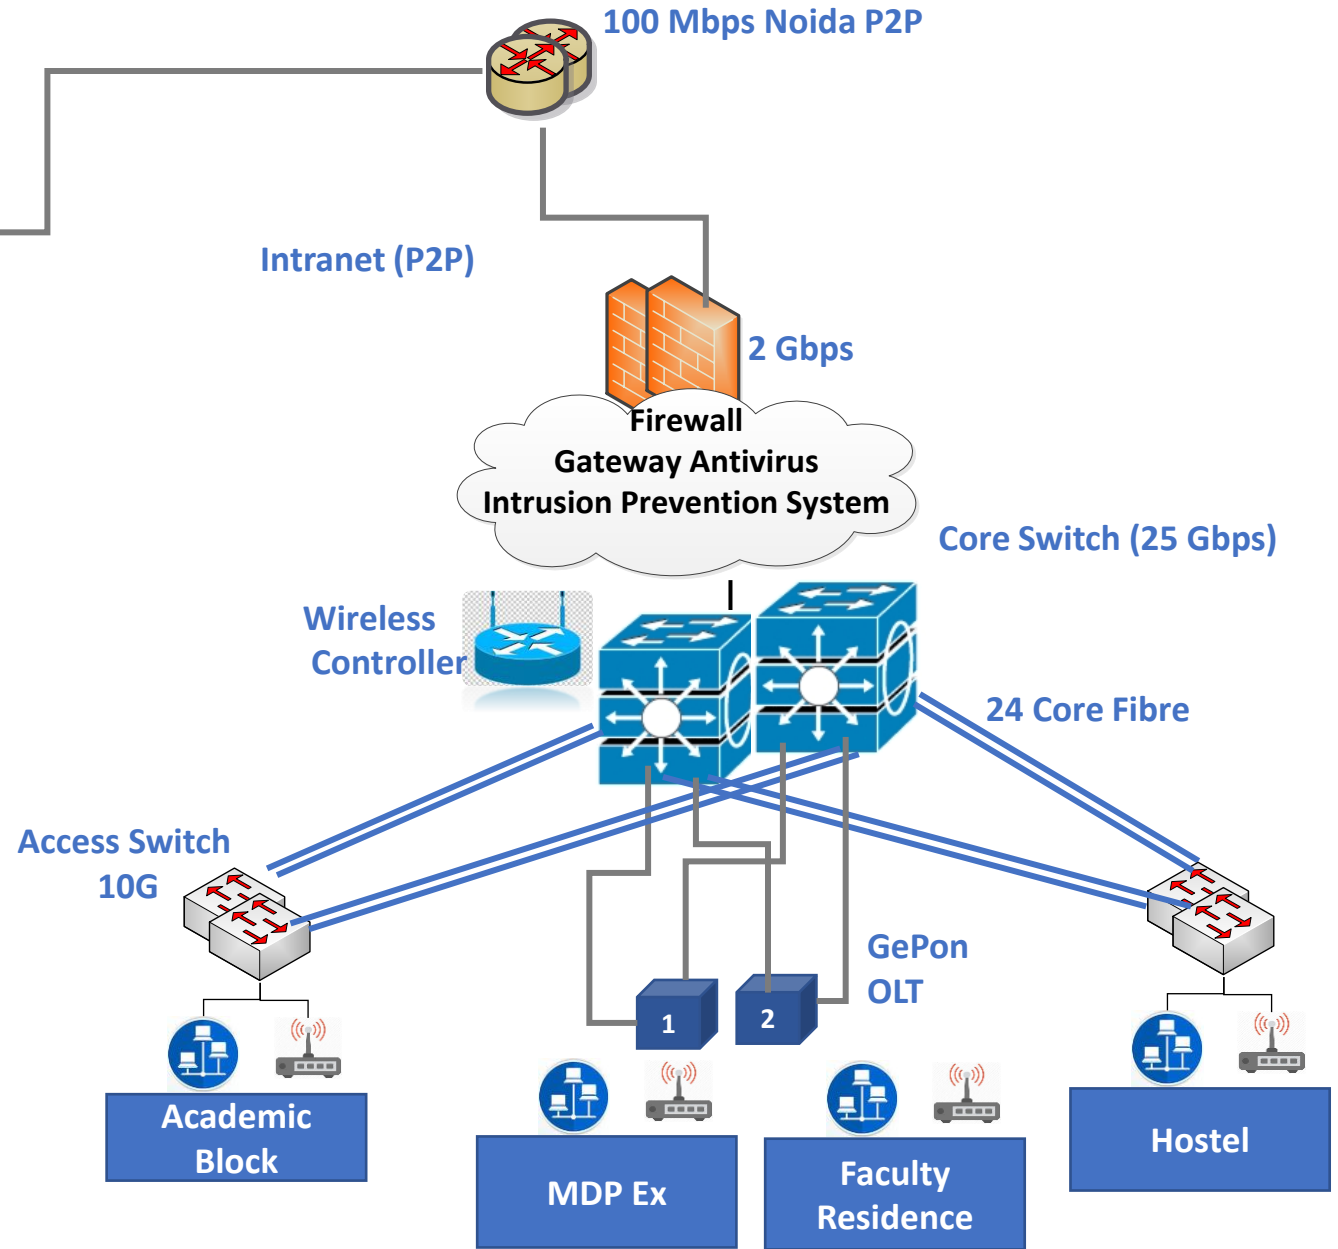 100 Mbps Noida P2P
Intranet (P2P)
2 Gbps
Firewall
Gateway Antivirus
Intrusion Prevention System
Core Switch (25 Gbps)
Wireless
Controller
24 Core Fibre
Access Switch
10G
GePon
OLT
1
2
Academic
Block
MDP Ex
Faculty
Residence
Hostel